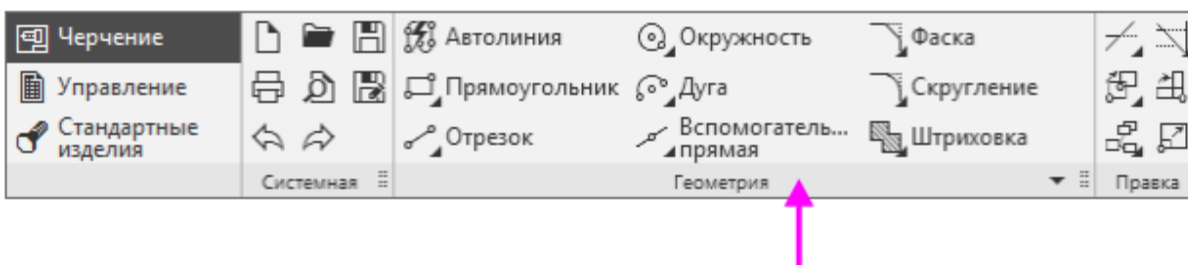 Черчение
Автолиния
Окружность
Фаска
Управление
Прямоугольник
Дуга
Скругление
Стандартные
изделия
Отрезок
Вспомогатель...
прямая
Штриховка
Системная
Геометрия
Правка